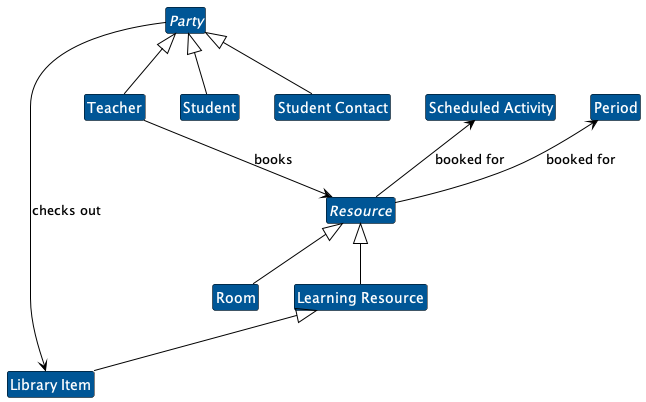 Party
Teacher
Student
Student Contact
Scheduled Activity
Period
books
booked for
booked for
checks out
Resource
Room
Learning Resource
Library Item